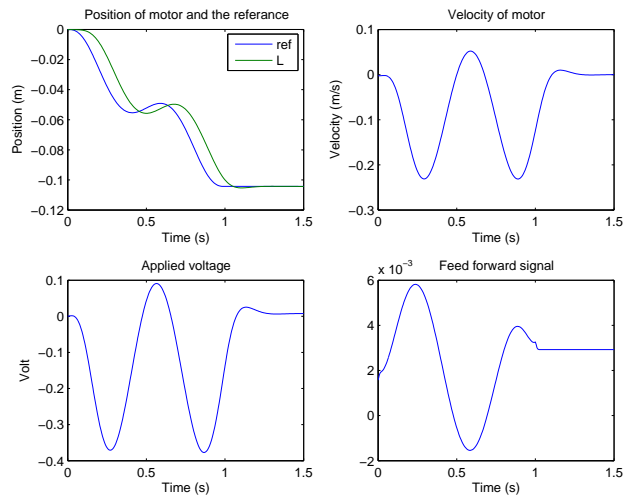 Position of motor and the referance
0
−0.02
−0.04
−0.06
−0.08
−0.1
−0.12
Position (m)
ref
L
0
0.5
1
1.5
Time (s)
Velocity of motor
0.1
0
−0.1
−0.2
−0.3
Velocity (m/s)
0
0.5
1
1.5
Time (s)
Applied voltage
0.1
0
−0.1
−0.2
−0.3
−0.4
Volt
0
0.5
1
1.5
Time (s)
Feed forward signal
x 10⁻³
6
4
2
0
−2
0
0.5
1
1.5
Time (s)